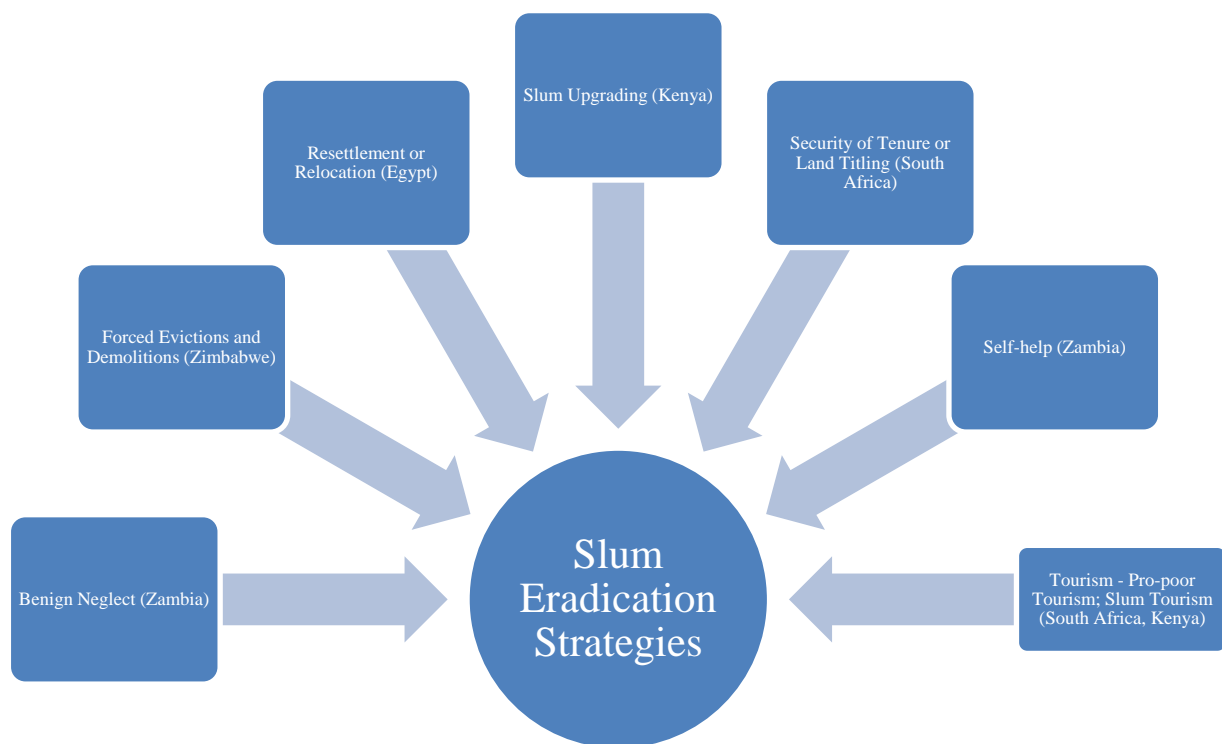 Slum Upgrading (Kenya)
Resettlement or
Relocation (Egypt)
Security of Tenure or
Land Titling (South
Africa)
Forced Evictions and
Demolitions (Zimbabwe)
Self-help (Zambia)
Benign Neglect (Zambia)
Slum
Eradication
Strategies
Tourism - Pro-poor
Tourism; Slum Tourism
(South Africa, Kenya)